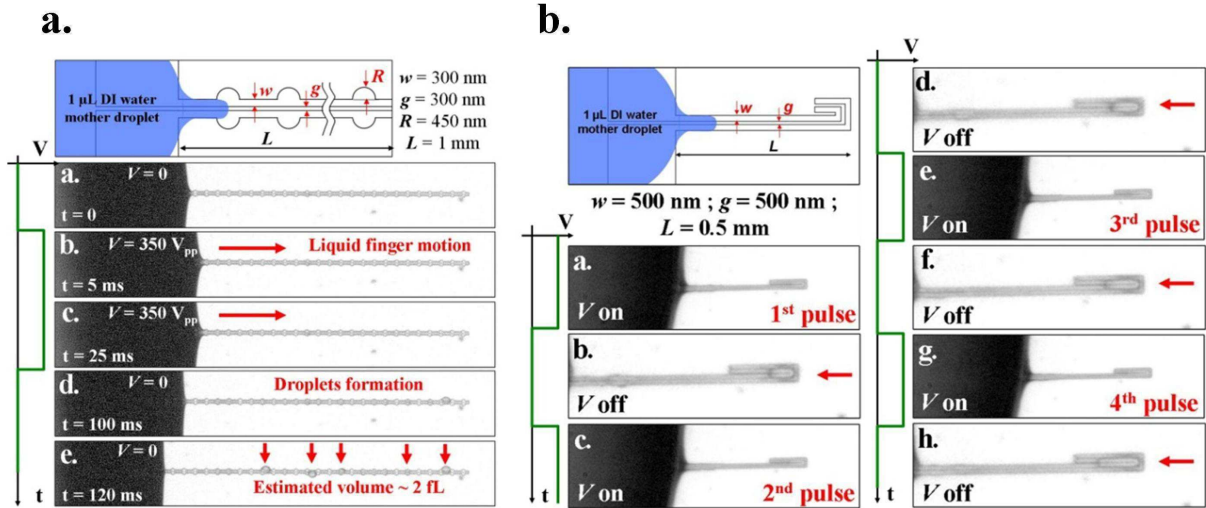 a.
1 µL DI water
mother droplet
w
g
R
L
w = 300 nm
g = 300 nm
R = 450 nm
L = 1 mm
V
a.
V = 0
t = 0
b.
V = 350 Vpp
Liquid finger motion
t = 5 ms
c.
V = 350 Vpp
t = 25 ms
d.
V = 0
Droplets formation
t = 100 ms
e.
V = 0
Estimated volume ~ 2 fL
t = 120 ms
t
b.
1 µL DI water
mother droplet
w
g
L
w = 500 nm ; g = 500 nm ;
L = 0.5 mm
V
a.
V on
1st pulse
b.
V off
c.
V on
2nd pulse
t
V
d.
V off
e.
V on
3rd pulse
f.
V off
g.
V on
4th pulse
h.
V off
t